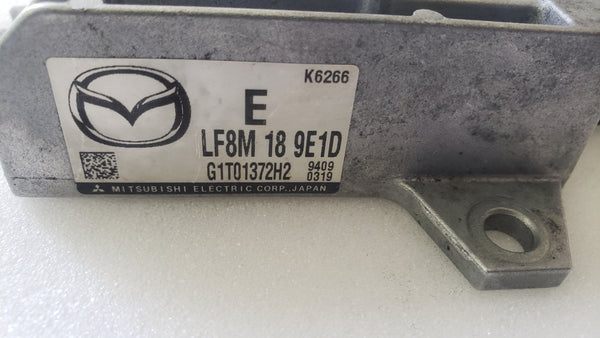 K6266
E
LF8M 18 9E1D
G1T01372H2 9409
0319
MITSUBISHI ELECTRIC CORP.,JAPAN